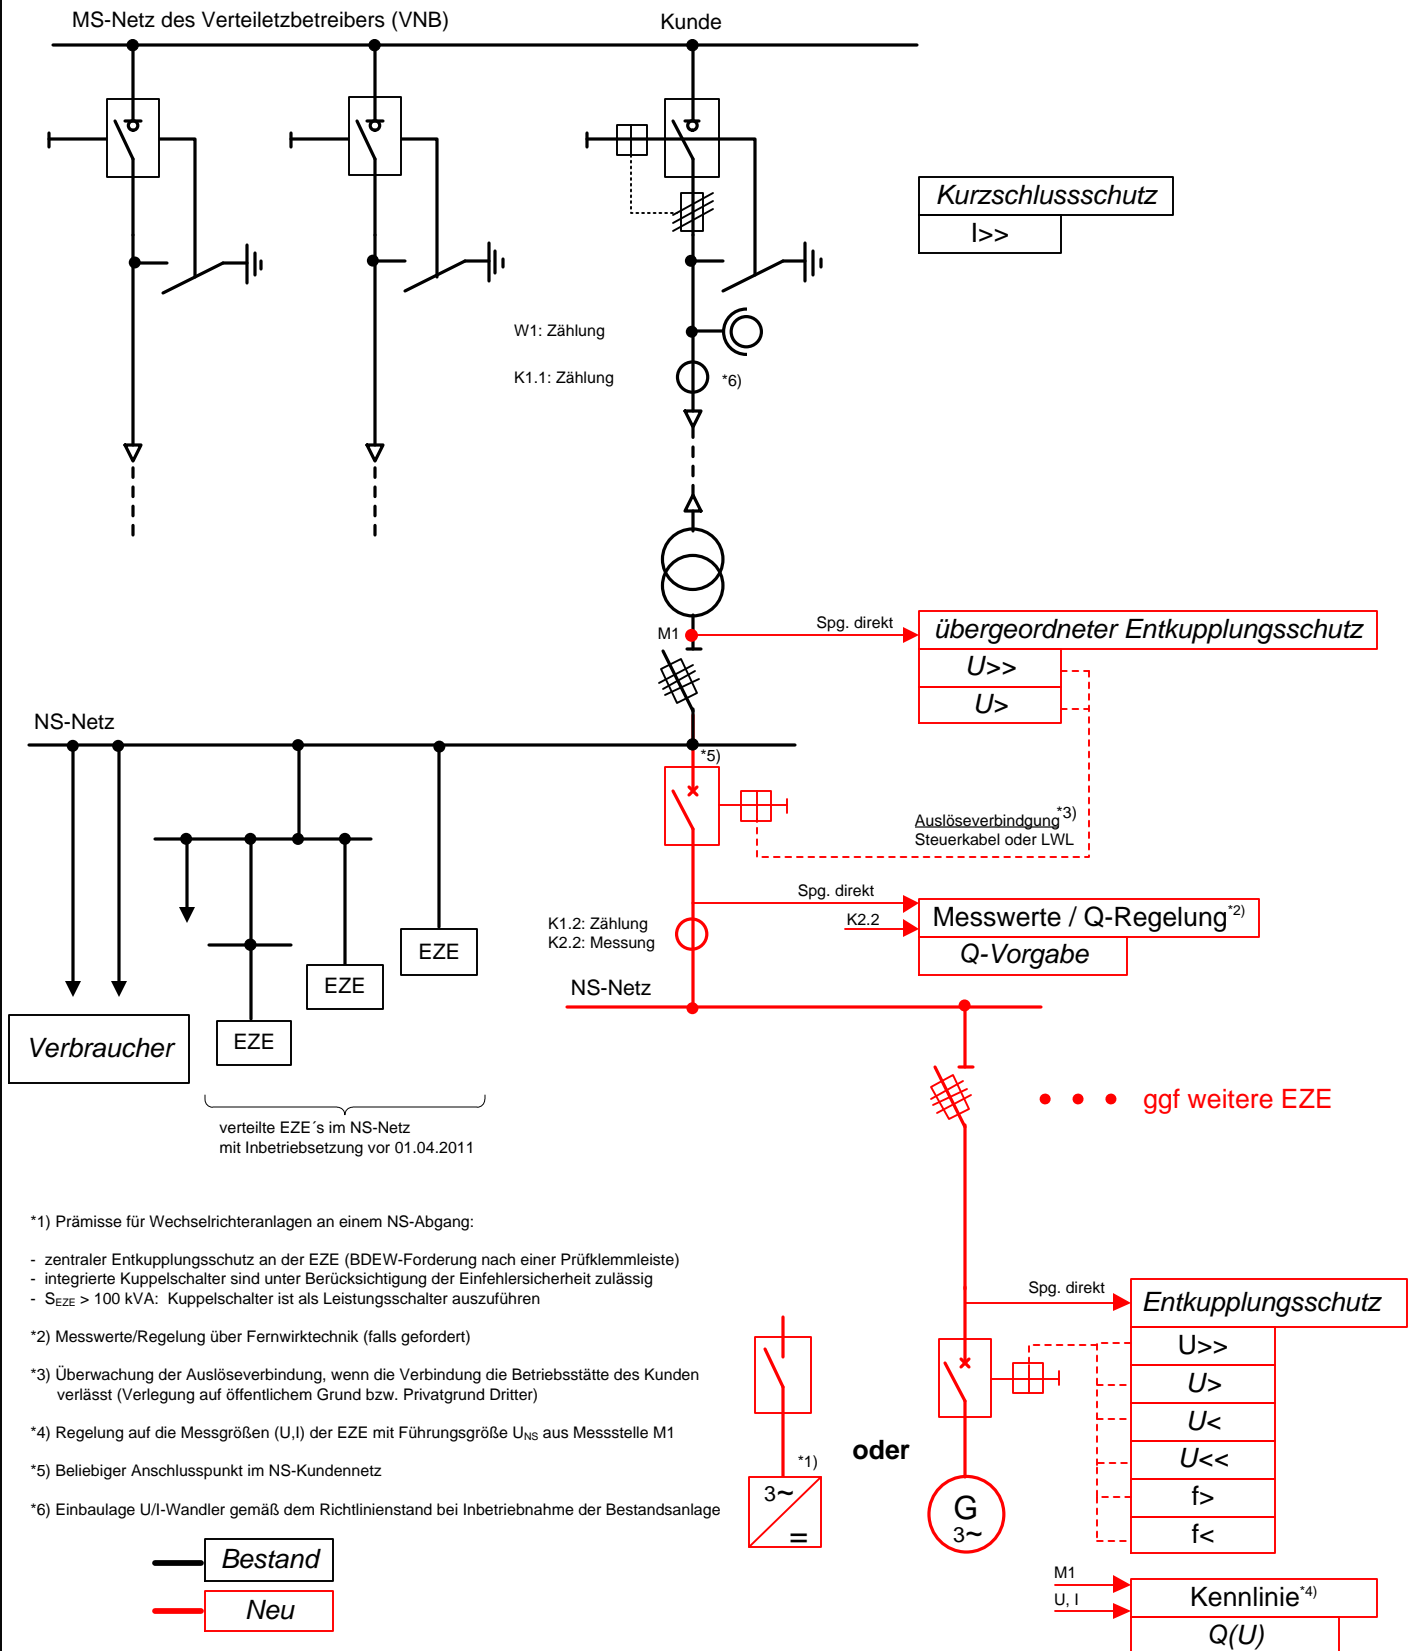 MS-Netz des Verteiletzbetreibers (VNB)
Kunde
Kurzschlussschutz
I>>
W1: Zählung
K1.1: Zählung
*6)
M1
Spg. direkt
übergeordneter Entkupplungsschutz
U>>
U>
NS-Netz
*5)
Auslöseverbindgung*3)
Steuerkabel oder LWL
Spg. direkt
K2.2
Messwerte / Q-Regelung*2)
Q-Vorgabe
K1.2: Zählung
K2.2: Messung
NS-Netz
EZE
EZE
EZE
Verbraucher
verteilte EZE´s im NS-Netz
mit Inbetriebsetzung vor 01.04.2011
ggf weitere EZE
*1) Prämisse für Wechselrichteranlagen an einem NS-Abgang:
- zentraler Entkupplungsschutz an der EZE (BDEW-Forderung nach einer Prüfklemmleiste)
- integrierte Kuppelschalter sind unter Berücksichtigung der Einfehlersicherheit zulässig
- SEZE > 100 kVA: Kuppelschalter ist als Leistungsschalter auszuführen
*2) Messwerte/Regelung über Fernwirktechnik (falls gefordert)
*3) Überwachung der Auslöseverbindung, wenn die Verbindung die Betriebsstätte des Kunden
verlässt (Verlegung auf öffentlichem Grund bzw. Privatgrund Dritter)
*4) Regelung auf die Messgrößen (U,I) der EZE mit Führungsgröße UNS aus Messstelle M1
*5) Beliebiger Anschlusspunkt im NS-Kundennetz
*6) Einbaulage U/I-Wandler gemäß dem Richtlinienstand bei Inbetriebnahme der Bestandsanlage
Bestand
Neu
*1)
3~
=
oder
G
3~
Spg. direkt
Entkupplungsschutz
U>>
U>
U<
U<<
f>
f<
M1
U, I
Kennlinie*4)
Q(U)